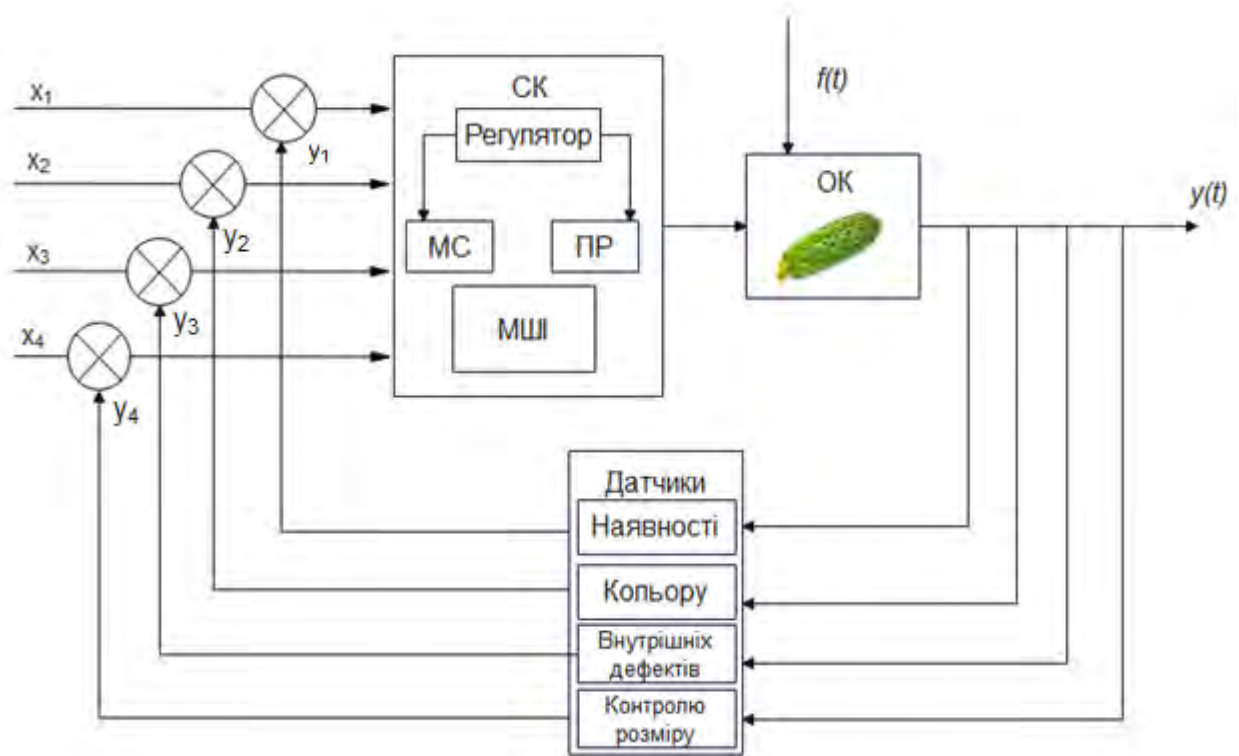 x₁
x₂
x₃
x₄
y₁
y₂
y₃
y₄
СК
Регулятор
МС
ПР
МШІ
f(t)
ОК
y(t)
Датчики
Наявності
Кольору
Внутрішніх
дефектів
Контролю
розміру